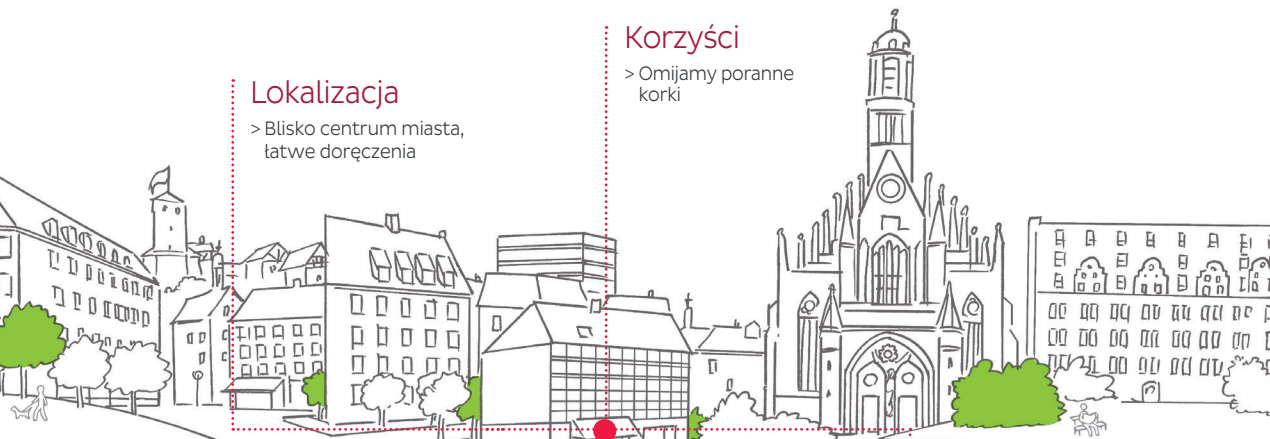 Lokalizacja
> Blisko centrum miasta,
łatwe doręczenia
Korzyści
> Omijamy poranne
korki